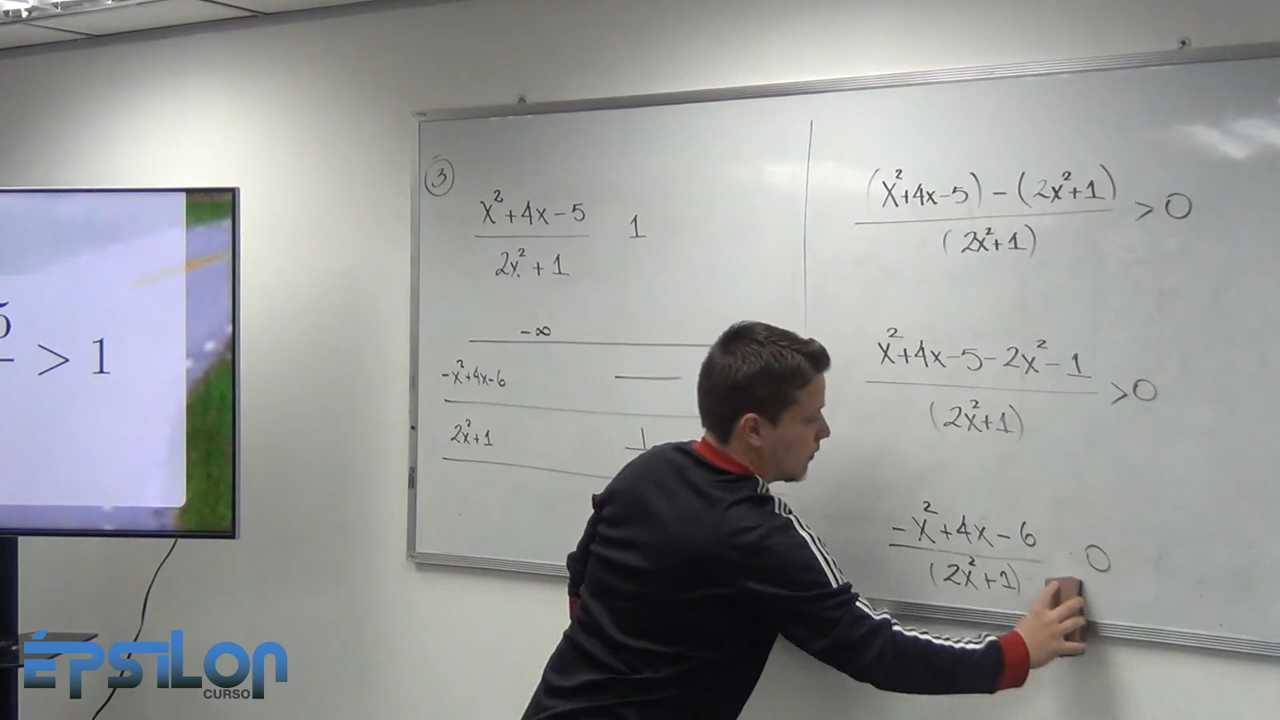 ③
x² + 4x - 5
2x² + 1
1
-∞
-x² + 4x - 6
2x² + 1
(x² + 4x - 5) - (2x² + 1)
(2x² + 1)
> 0
x² + 4x - 5 - 2x² - 1
(2x² + 1)
> 0
-x² + 4x - 6
(2x² + 1)
0
5
> 1
ÉPSILON
CURSO